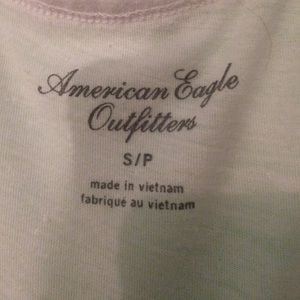 American Eagle
Outfitters
S/P
made in vietnam
fabriqué au vietnam